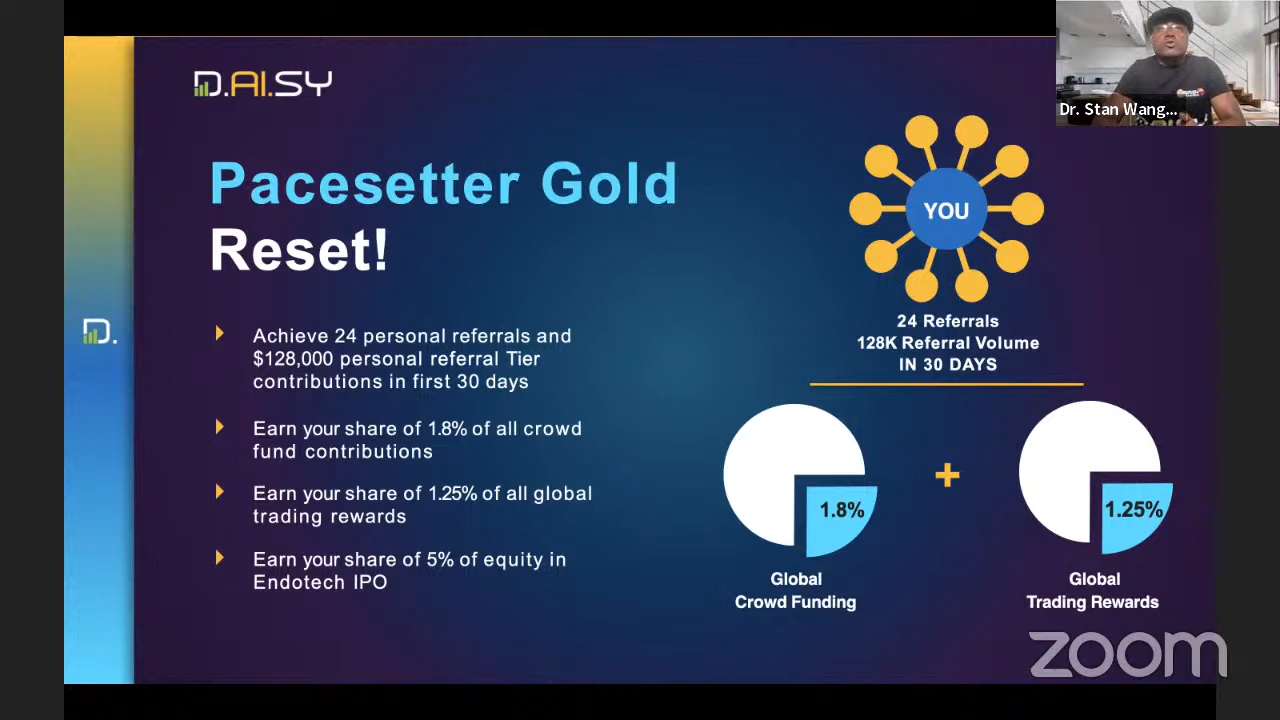 D.AI.SY
Dr. Stan Wang...
Pacesetter Gold
Reset!
YOU
D.
Achieve 24 personal referrals and
$128,000 personal referral Tier
contributions in first 30 days
Earn your share of 1.8% of all crowd
fund contributions
Earn your share of 1.25% of all global
trading rewards
Earn your share of 5% of equity in
Endotech IPO
24 Referrals
128K Referral Volume
IN 30 DAYS
1.8%
+
1.25%
Global
Crowd Funding
Global
Trading Rewards
zoom